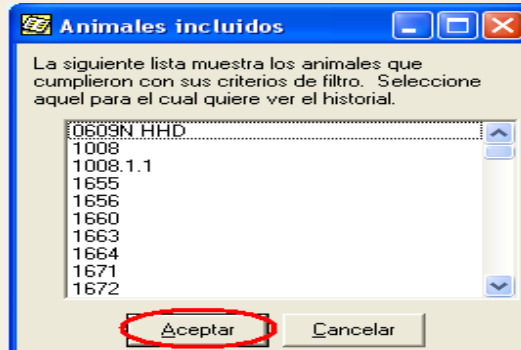 Animales incluidos
La siguiente lista muestra los animales que
cumplieron con sus criterios de filtro. Seleccione
aquel para el cual quiere ver el historial.
0609N HHD
1008
1008.1.1
1655
1656
1660
1663
1664
1671
1672
Aceptar
Cancelar